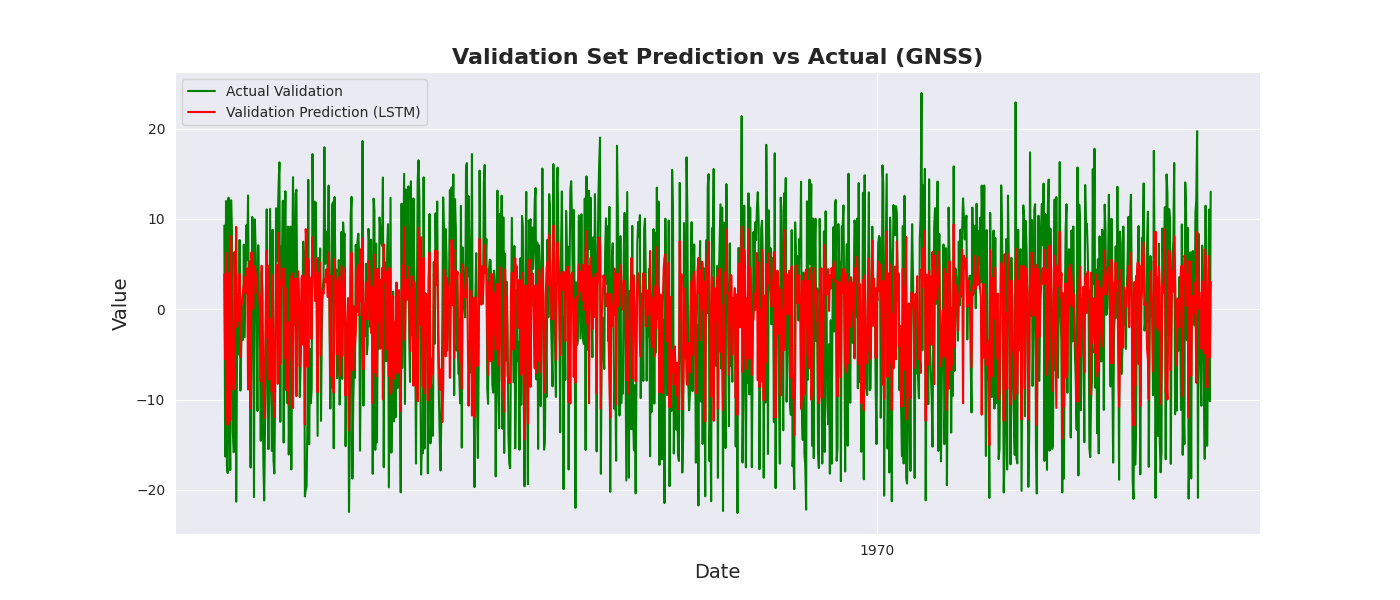 Validation Set Prediction vs Actual (GNSS)
Actual Validation
Validation Prediction (LSTM)
20
10
0
−10
−20
Value
1970
Date